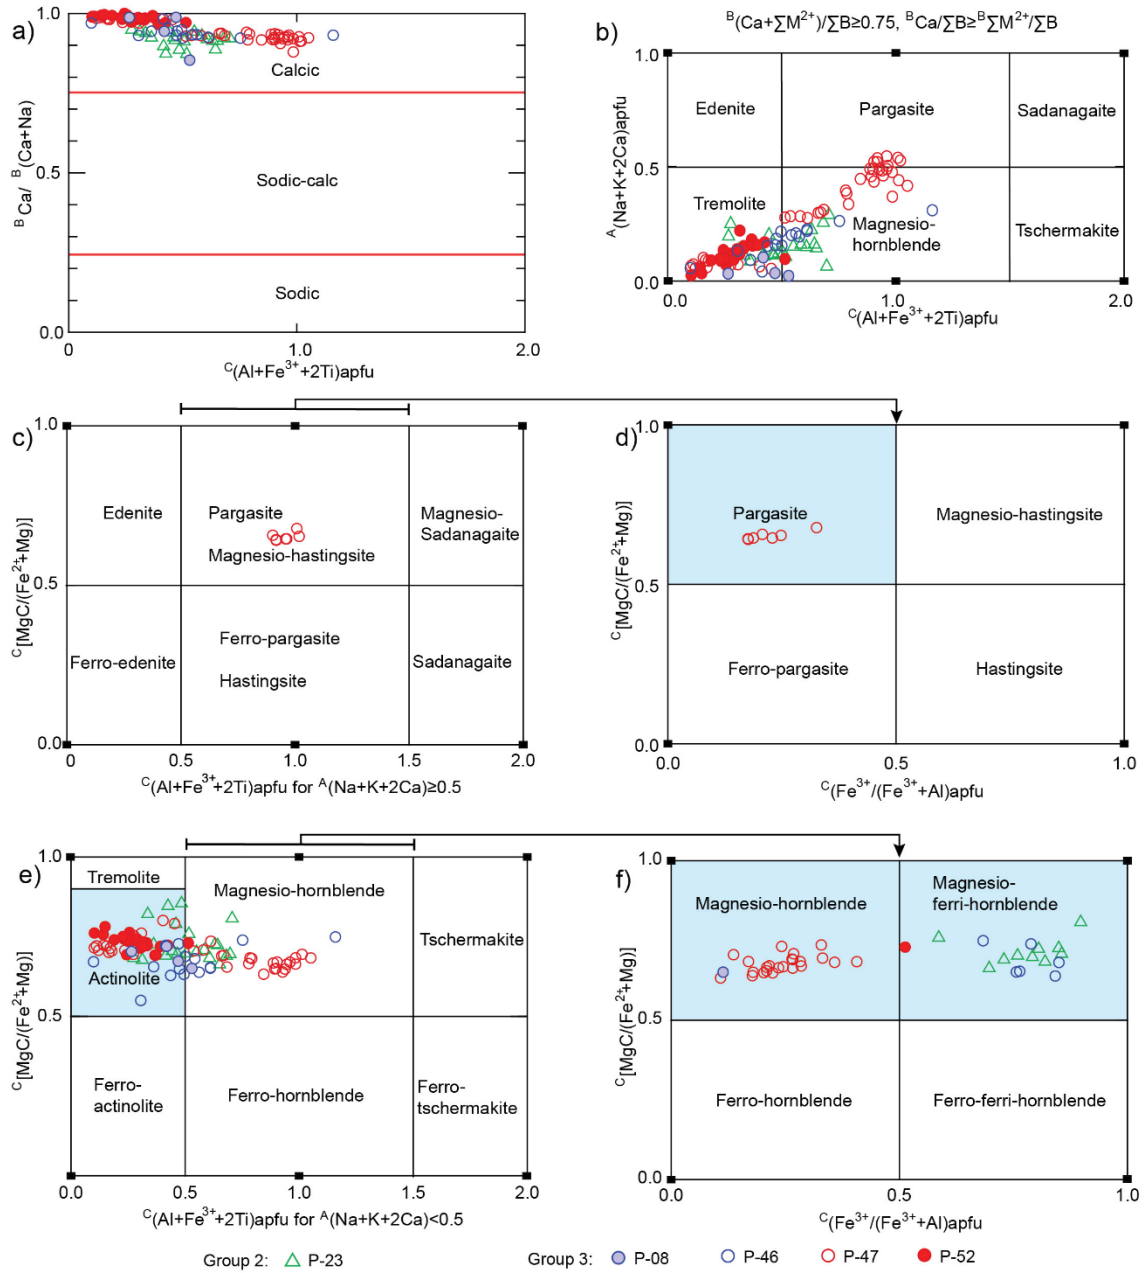 a)
1.0
0.5
0.0
ᴮCa/ ᴮ(Ca+Na)
Calcic
Sodic-calc
Sodic
0
1.0
2.0
ᶜ(Al+Fe³⁺+2Ti)apfu
ᴮ(Ca+∑M²⁺)/∑B≥0.75, ᴮCa/∑B≥ᴮ∑M²⁺/∑B
b)
1.0
0.5
0.0
ᴬ(Na+K+2Ca)apfu
Edenite
Pargasite
Sadanagaite
Tremolite
Magnesio-
hornblende
Tschermakite
0.0
1.0
2.0
ᶜ(Al+Fe³⁺+2Ti)apfu
c)
1.0
0.5
0.0
ᶜ[MgC/(Fe²⁺+Mg)]
Edenite
Pargasite
Magnesio-hastingsite
Magnesio-
Sadanagaite
Ferro-edenite
Ferro-pargasite
Hastingsite
Sadanagaite
0.0
0.5
1.0
1.5
2.0
ᶜ(Al+Fe³⁺+2Ti)apfu for ᴬ(Na+K+2Ca)≥0.5
d)
1.0
0.5
0.0
ᶜ[MgC/(Fe²⁺+Mg)]
Pargasite
Magnesio-hastingsite
Ferro-pargasite
Hastingsite
0.0
0.5
1.0
ᶜ(Fe³⁺/(Fe³⁺+Al)apfu
e)
1.0
0.5
0.0
ᶜ[MgC/(Fe²⁺+Mg)]
Tremolite
Magnesio-hornblende
Tschermakite
Actinolite
Ferro-
actinolite
Ferro-hornblende
Ferro-
tschermakite
0.0
0.5
1.0
1.5
2.0
ᶜ(Al+Fe³⁺+2Ti)apfu for ᴬ(Na+K+2Ca)<0.5
f)
1.0
0.5
0.0
ᶜ[MgC/(Fe²⁺+Mg)]
Magnesio-hornblende
Magnesio-
ferri-hornblende
Ferro-hornblende
Ferro-ferri-hornblende
0.0
0.5
1.0
ᶜ(Fe³⁺/(Fe³⁺+Al)apfu
Group 2: P-23 Group 3: P-08 P-46 P-47 P-52